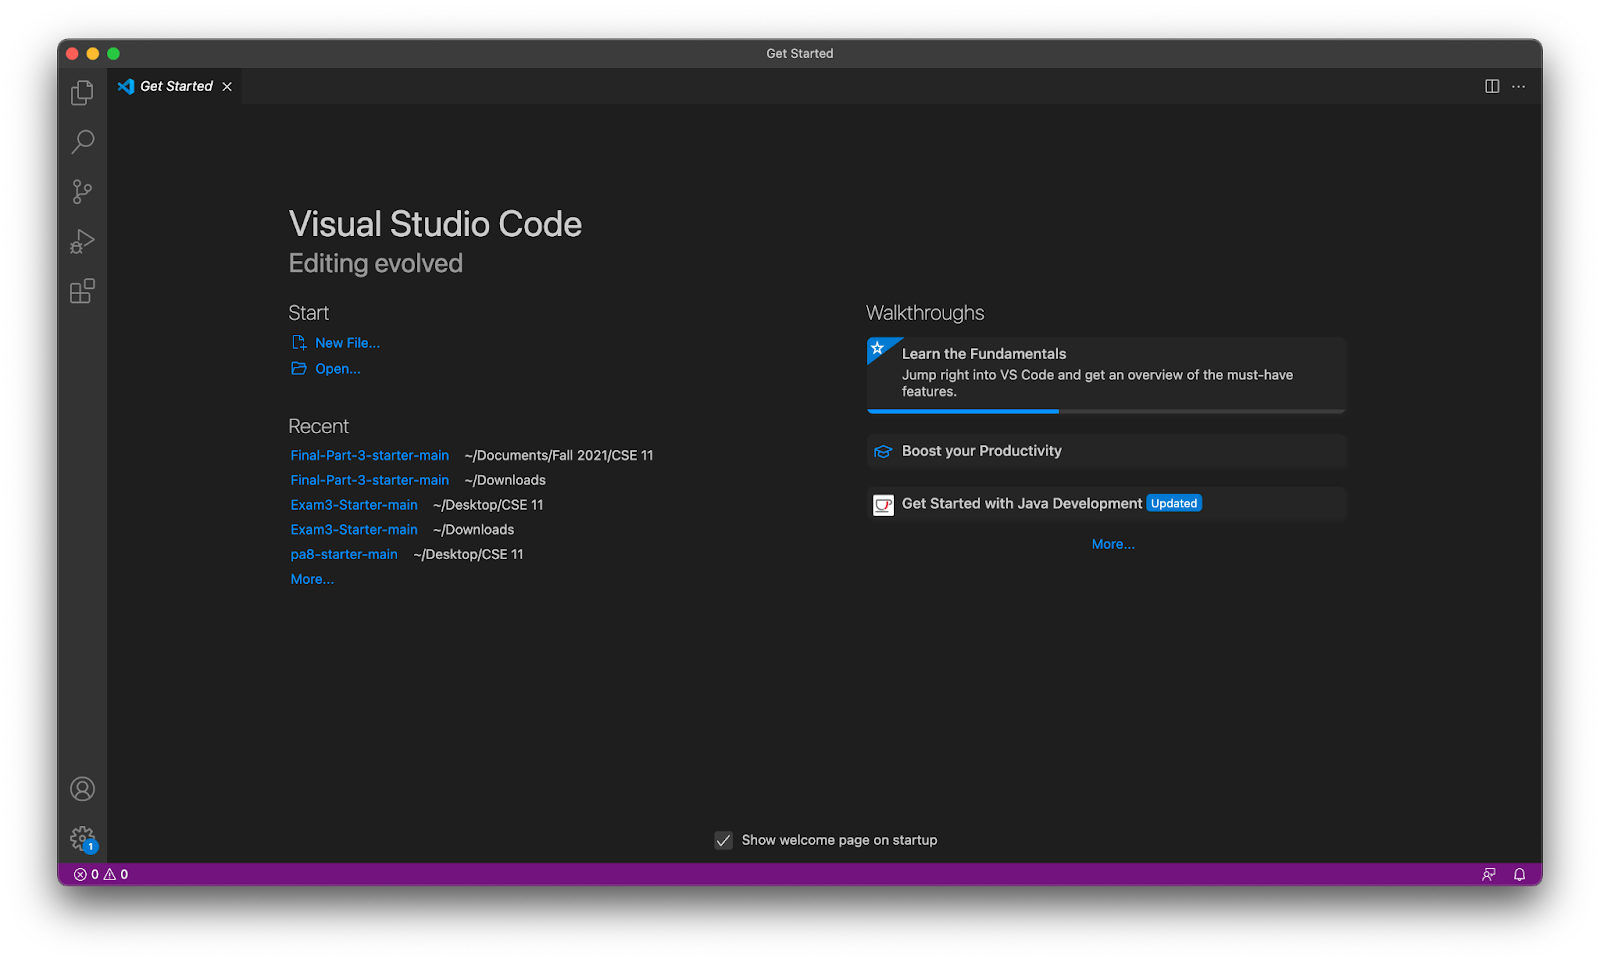 Get Started
Get Started
Visual Studio Code
Editing evolved
Start
New File...
Open...
Recent
Final-Part-3-starter-main ~/Documents/Fall 2021/CSE 11
Final-Part-3-starter-main ~/Downloads
Exam3-Starter-main ~/Desktop/CSE 11
Exam3-Starter-main ~/Downloads
pa8-starter-main ~/Desktop/CSE 11
More...
Walkthroughs
Learn the Fundamentals
Jump right into VS Code and get an overview of the must-have
features.
Boost your Productivity
Get Started with Java Development Updated
More...
Show welcome page on startup
1
0 0